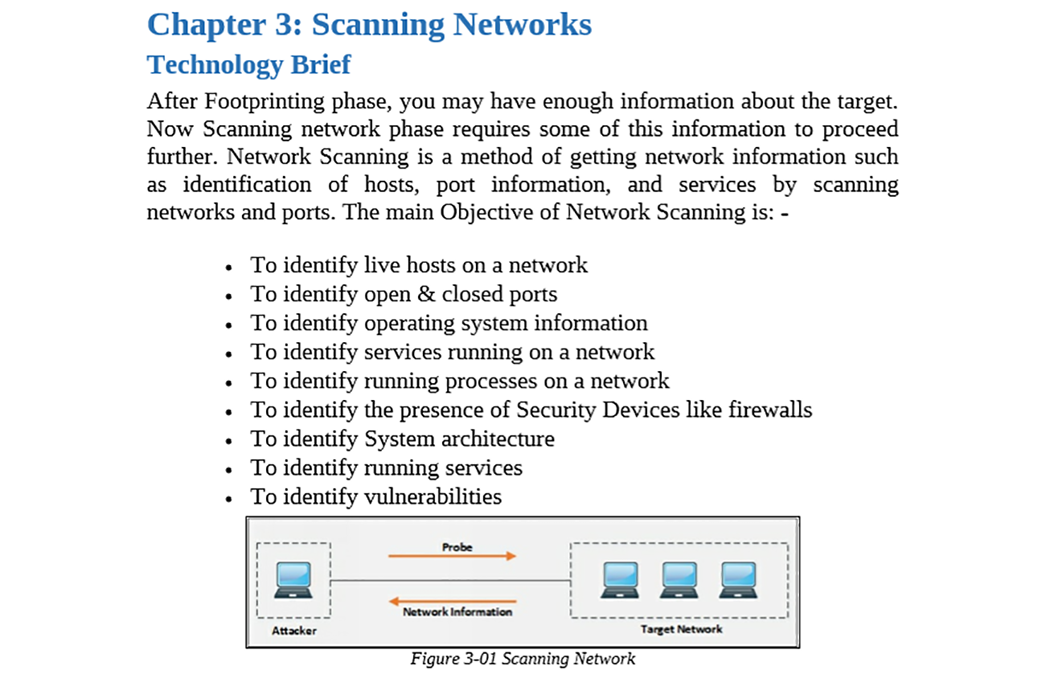 Chapter 3: Scanning Networks
Technology Brief
After Footprinting phase, you may have enough information about the target.
Now Scanning network phase requires some of this information to proceed
further. Network Scanning is a method of getting network information such
as identification of hosts, port information, and services by scanning
networks and ports. The main Objective of Network Scanning is: -
• To identify live hosts on a network
• To identify open & closed ports
• To identify operating system information
• To identify services running on a network
• To identify running processes on a network
• To identify the presence of Security Devices like firewalls
• To identify System architecture
• To identify running services
• To identify vulnerabilities
Probe
Network Information
Attacker
Target Network
Figure 3-01 Scanning Network